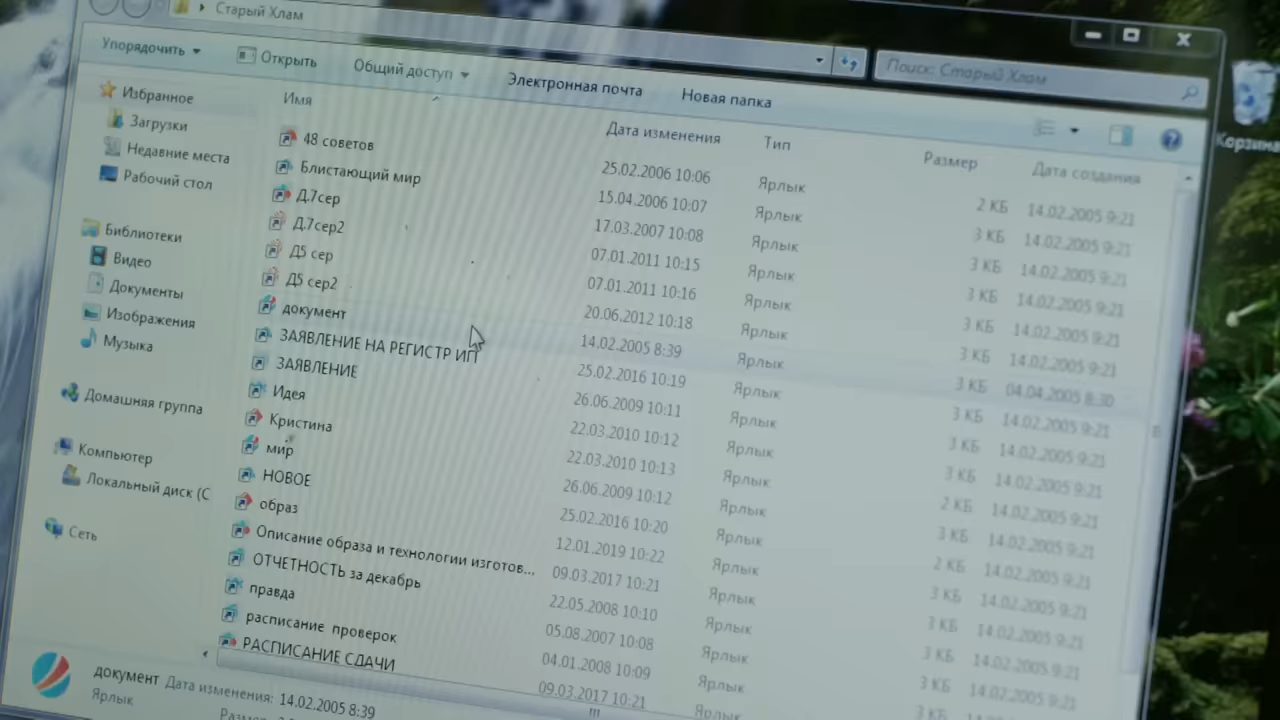 Старый Хлам
Поиск: Старый Хлам
Упорядочить
Открыть
Общий доступ
Электронная почта
Новая папка
Корзина
Избранное
Загрузки
Недавние места
Рабочий стол
Библиотеки
Видео
Документы
Изображения
Музыка
Домашняя группа
Компьютер
Локальный диск (С
Сеть
Имя Дата изменения Тип Размер Дата создания
48 советов 25.02.2006 10:06 Ярлык 2 КБ 14.02.2005 9:21
Блистающий мир 15.04.2006 10:07 Ярлык 3 КБ 14.02.2005 9:21
Д.7сер 17.03.2007 10:08 Ярлык 3 КБ 14.02.2005 9:21
Д.7сер2 07.01.2011 10:15 Ярлык 3 КБ 14.02.2005 9:21
Д5 сер 07.01.2011 10:16 Ярлык 3 КБ 14.02.2005 9:21
Д5 сер2 20.06.2012 10:18 Ярлык 3 КБ 14.02.2005 9:21
документ 14.02.2005 8:39 Ярлык 3 КБ 04.04.2005 8:30
ЗАЯВЛЕНИЕ НА РЕГИСТР ИП 25.02.2016 10:19 Ярлык 3 КБ 14.02.2005 9:21
ЗАЯВЛЕНИЕ 26.06.2009 10:11 Ярлык 3 КБ 14.02.2005 9:21
Идея 22.03.2010 10:12 Ярлык 3 КБ 14.02.2005 9:21
Кристина 22.03.2010 10:13 Ярлык 2 КБ 14.02.2005 9:21
мир 26.06.2009 10:12 Ярлык 3 КБ 14.02.2005 9:21
НОВОЕ 25.02.2016 10:20 Ярлык 2 КБ 14.02.2005 9:21
образ 12.01.2019 10:22 Ярлык 3 КБ 14.02.2005 9:21
Описание образа и технологии изготов... 09.03.2017 10:21 Ярлык 3 КБ 14.02.2005 9:21
ОТЧЕТНОСТЬ за декабрь 22.05.2008 10:10 Ярлык 3 КБ 14.02.2005 9:21
правда 05.08.2007 10:08 Ярлык 3 КБ 14.02.2005 9:21
расписание проверок 04.01.2008 10:09 Ярлык 3 КБ
РАСПИСАНИЕ СДАЧИ 09.03.2017 10:21 Ярлык
документ Дата изменения: 14.02.2005 8:39
Ярлык